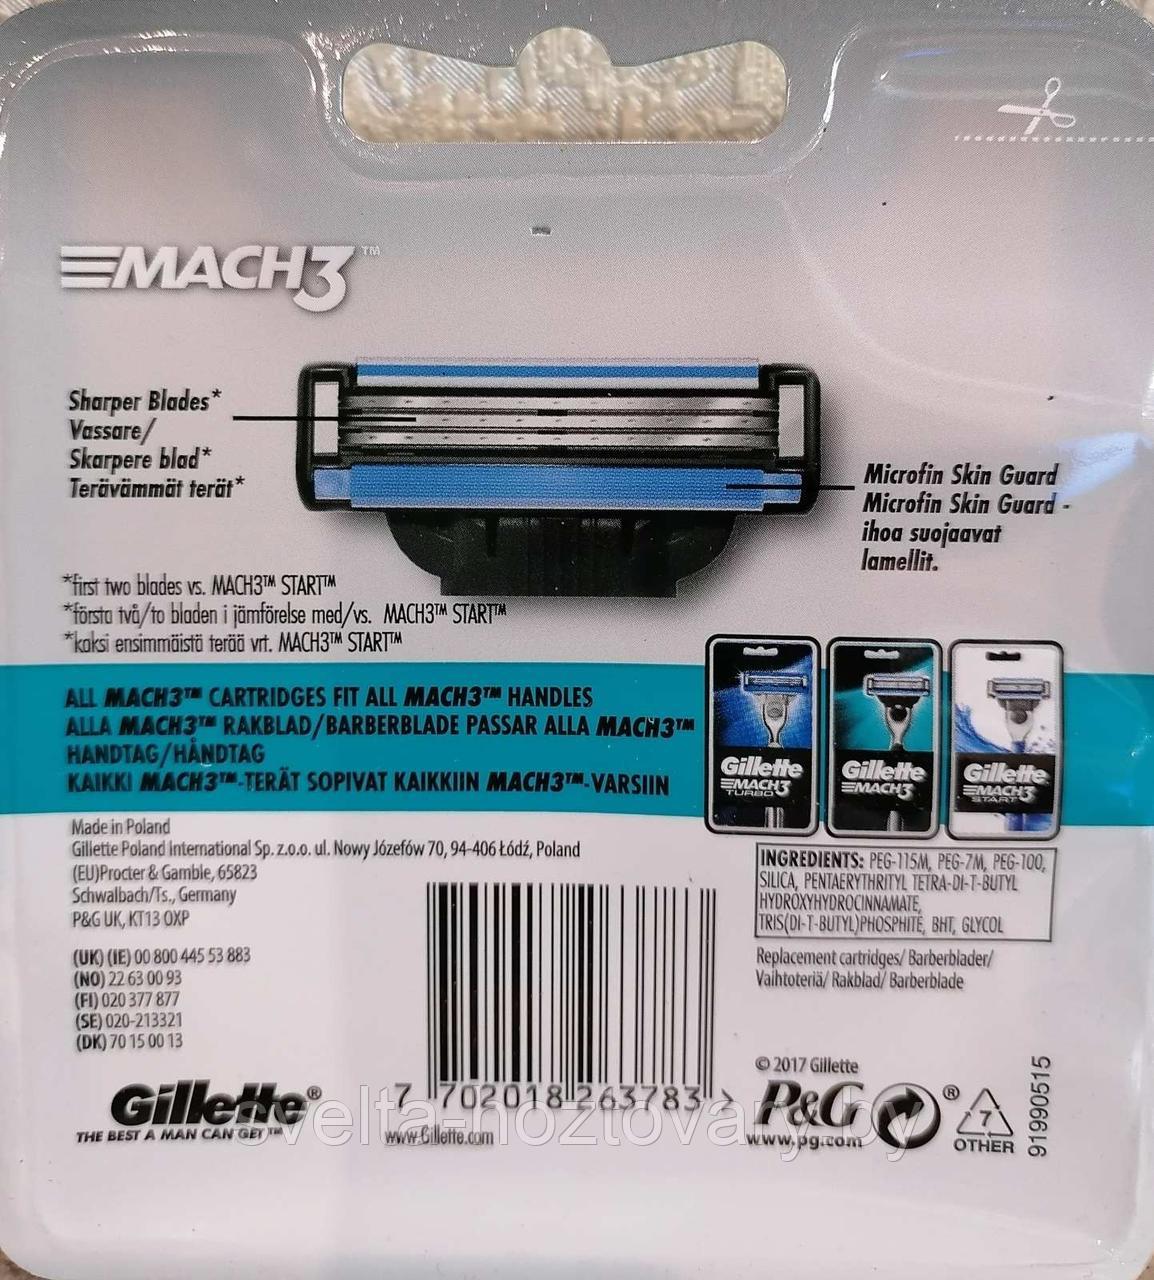 MACH3™
Sharper Blades*
Vassare/
Skarpere blad*
Terävämmät terät*
Microfin Skin Guard
Microfin Skin Guard -
ihoa suojaavat
lamellit.
*first two blades vs. MACH3™ START™
*första två/to bladen i jämförelse med/vs. MACH3™ START™
*kaksi ensimmäistä terää vrt. MACH3™ START™
ALL MACH3™ CARTRIDGES FIT ALL MACH3™ HANDLES
ALLA MACH3™ RAKBLAD/BARBERBLADE PASSAR ALLA MACH3™
HANDTAG/HÅNDTAG
KAIKKI MACH3™-TERÄT SOPIVAT KAIKKIIN MACH3™-VARSIIN
Gillette
MACH3
TURBO
Gillette
MACH3
Gillette
MACH3
START
Made in Poland
Gillette Poland International Sp. z.o.o. ul. Nowy Józefów 70, 94-406 Łódź, Poland
(EU)Procter & Gamble, 65823
Schwalbach/Ts., Germany
P&G UK, KT13 0XP
(UK) (IE) 00 800 445 53 883
(NO) 22 63 00 93
(FI) 020 377 877
(SE) 020-213321
(DK) 70 15 00 13
INGREDIENTS: PEG-115M, PEG-7M, PEG-100,
SILICA, PENTAERYTHRITYL TETRA-DI-T-BUTYL
HYDROXYHYDROCINNAMATE,
TRIS(DI-T-BUTYL)PHOSPHITE, BHT, GLYCOL
Replacement cartridges/ Barberblader/
Vaihtoteriä/ Rakblad/ Barberblade
7 702018 263783 >
© 2017 Gillette
Gillette®
THE BEST A MAN CAN GET™
www.Gillette.com
P&G
www.pg.com
®
7
OTHER
91990515
svelta-hoztovary.by